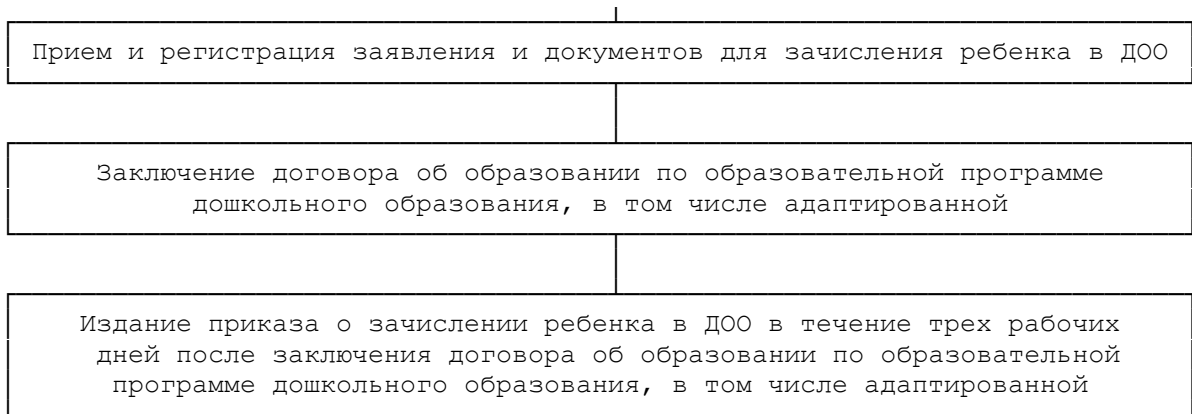 Прием и регистрация заявления и документов для зачисления ребенка в ДОО
Заключение договора об образовании по образовательной программе
дошкольного образования, в том числе адаптированной
Издание приказа о зачислении ребенка в ДОО в течение трех рабочих
дней после заключения договора об образовании по образовательной
программе дошкольного образования, в том числе адаптированной